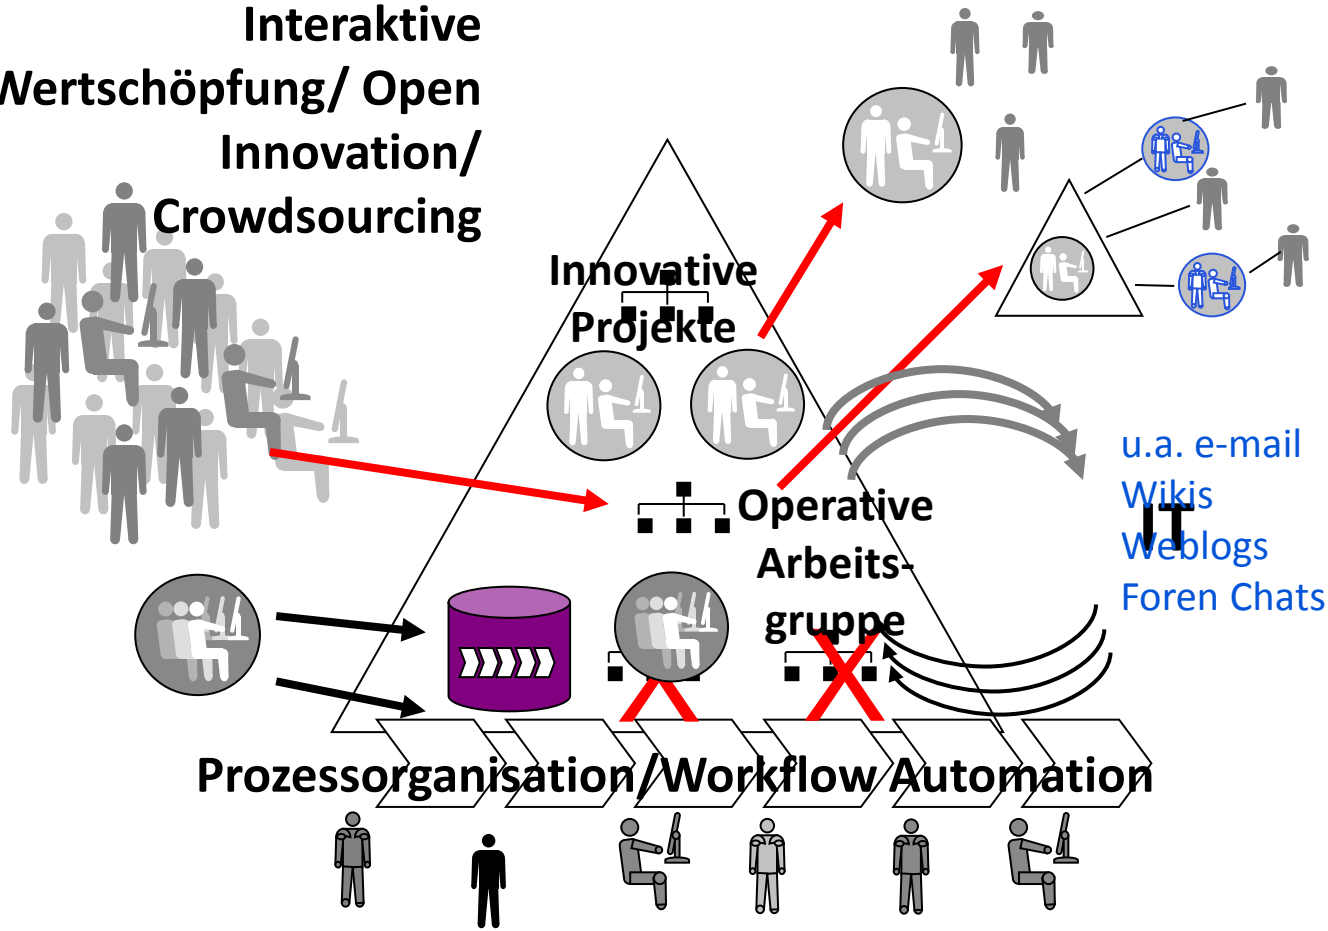 Interaktive
Wertschöpfung/ Open
Innovation/
Crowdsourcing
Innovative
Projekte
Operative
Arbeits-
gruppe
u.a. e-mail
Wikis
IT
Weblogs
Foren Chats
Prozessorganisation/Workflow Automation